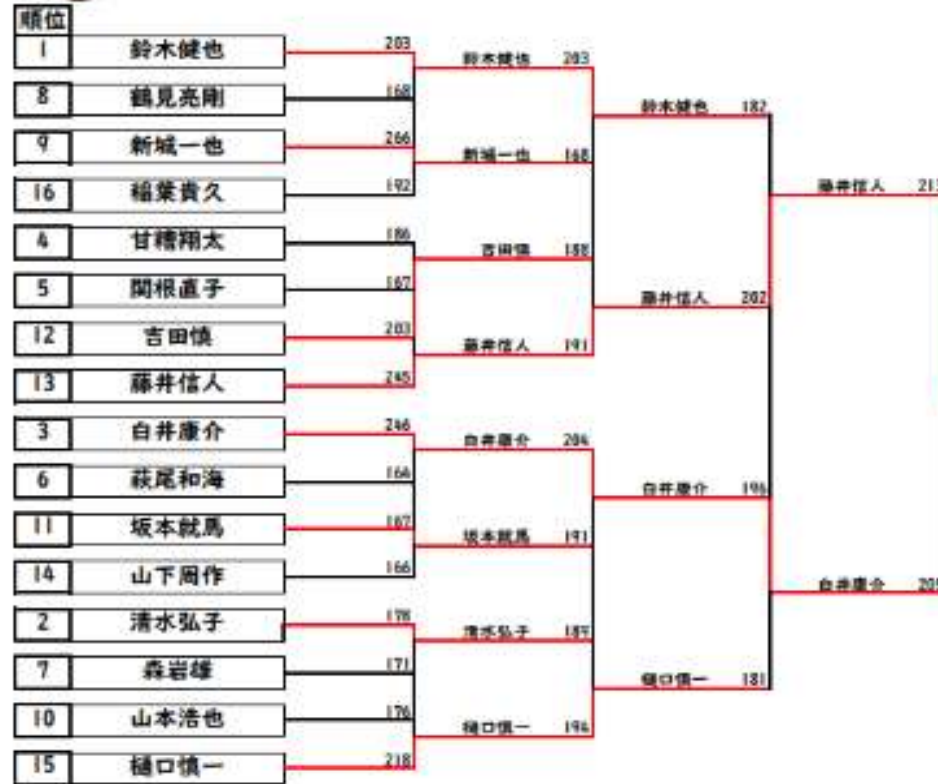 順位
1 鈴木健也 203
8 鶴見亮剛 168
9 新城一也 266
16 稲葉貴久 192
4 甘糟翔太 186
5 関根直子 167
12 吉田慎 203
13 藤井信人 245
3 白井康介 246
6 萩尾和海 166
11 坂本就馬 187
14 山下周作 166
2 清水弘子 178
7 森岩雄 171
10 山本浩也 176
15 樋口慎一 218
鈴木健也 203
新城一也 168
吉田慎 188
藤井信人 191
白井康介 204
坂本就馬 191
清水弘子 189
樋口慎一 194
鈴木健也 182
藤井信人 202
白井康介 196
樋口慎一 181
藤井信人
白井康介